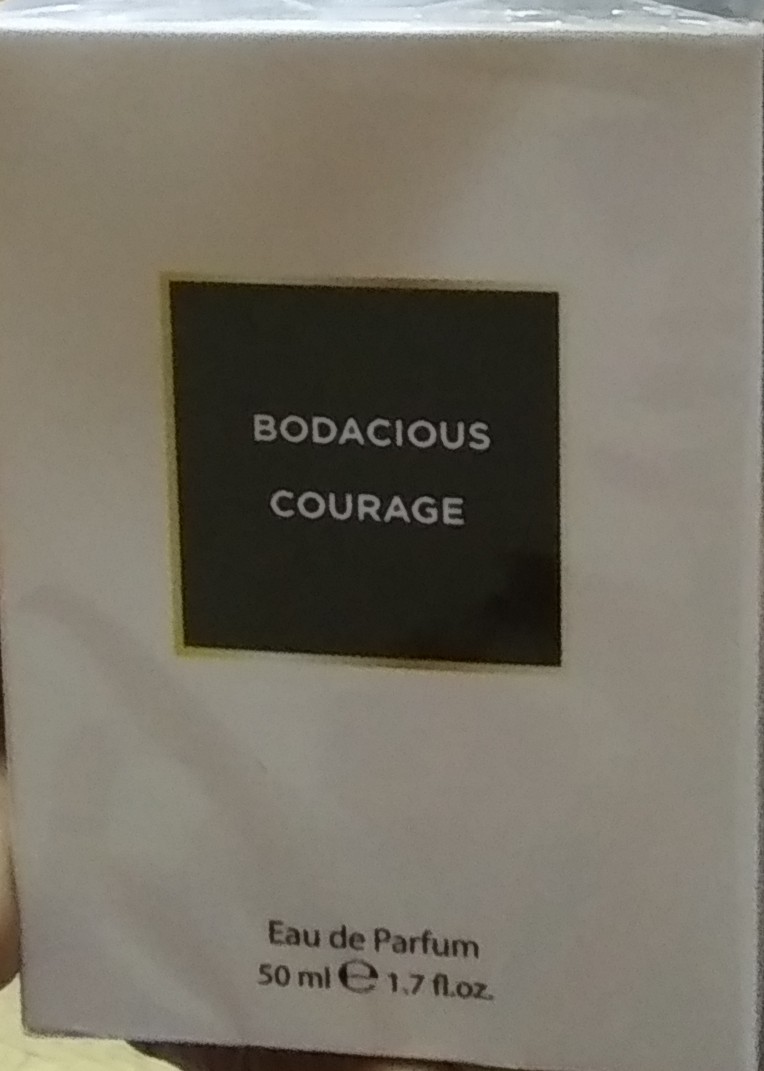 BODACIOUS
COURAGE
Eau de Parfum
50 ml ℮ 1.7 fl.oz.